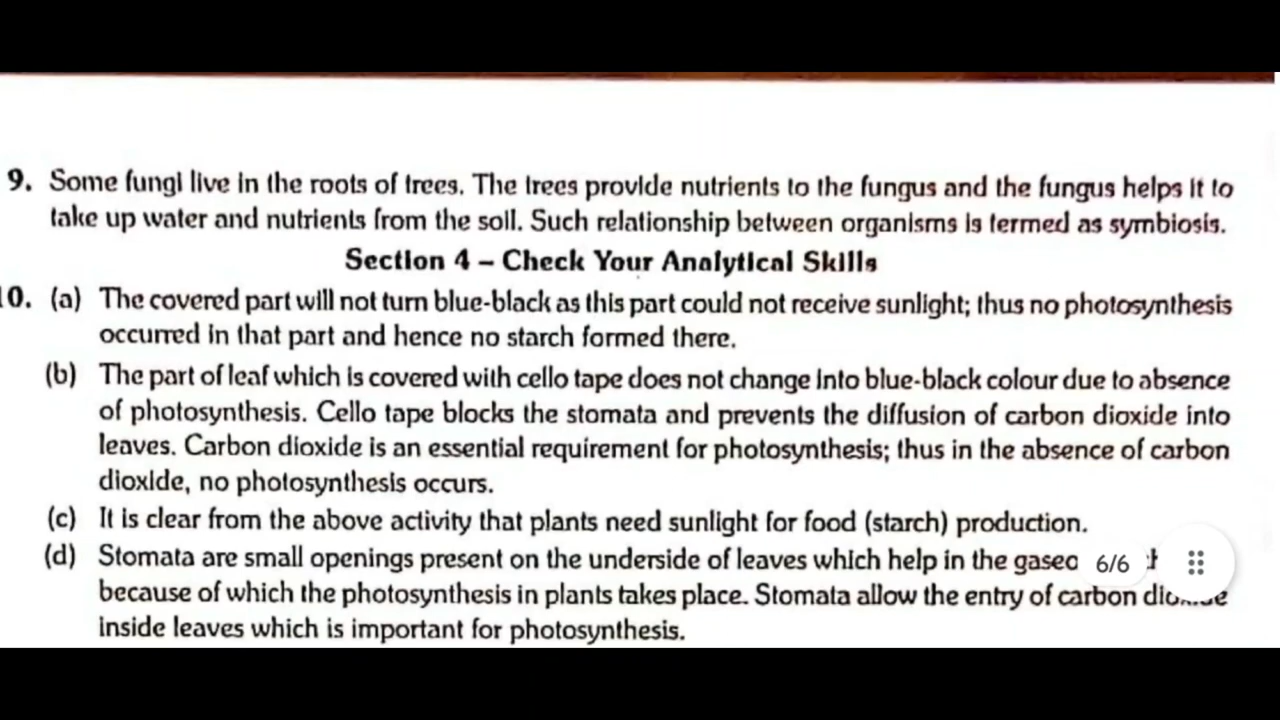 9. Some fungi live in the roots of trees. The trees provide nutrients to the fungus and the fungus helps it to
take up water and nutrients from the soil. Such relationship between organisms is termed as symbiosis.
Section 4 – Check Your Analytical Skills
10. (a) The covered part will not turn blue-black as this part could not receive sunlight; thus no photosynthesis
occurred in that part and hence no starch formed there.
(b) The part of leaf which is covered with cello tape does not change into blue-black colour due to absence
of photosynthesis. Cello tape blocks the stomata and prevents the diffusion of carbon dioxide into
leaves. Carbon dioxide is an essential requirement for photosynthesis; thus in the absence of carbon
dioxide, no photosynthesis occurs.
(c) It is clear from the above activity that plants need sunlight for food (starch) production.
(d) Stomata are small openings present on the underside of leaves which help in the
6/6
because of which the photosynthesis in plants takes place. Stomata allow the entry of carbon dioxide
inside leaves which is important for photosynthesis.